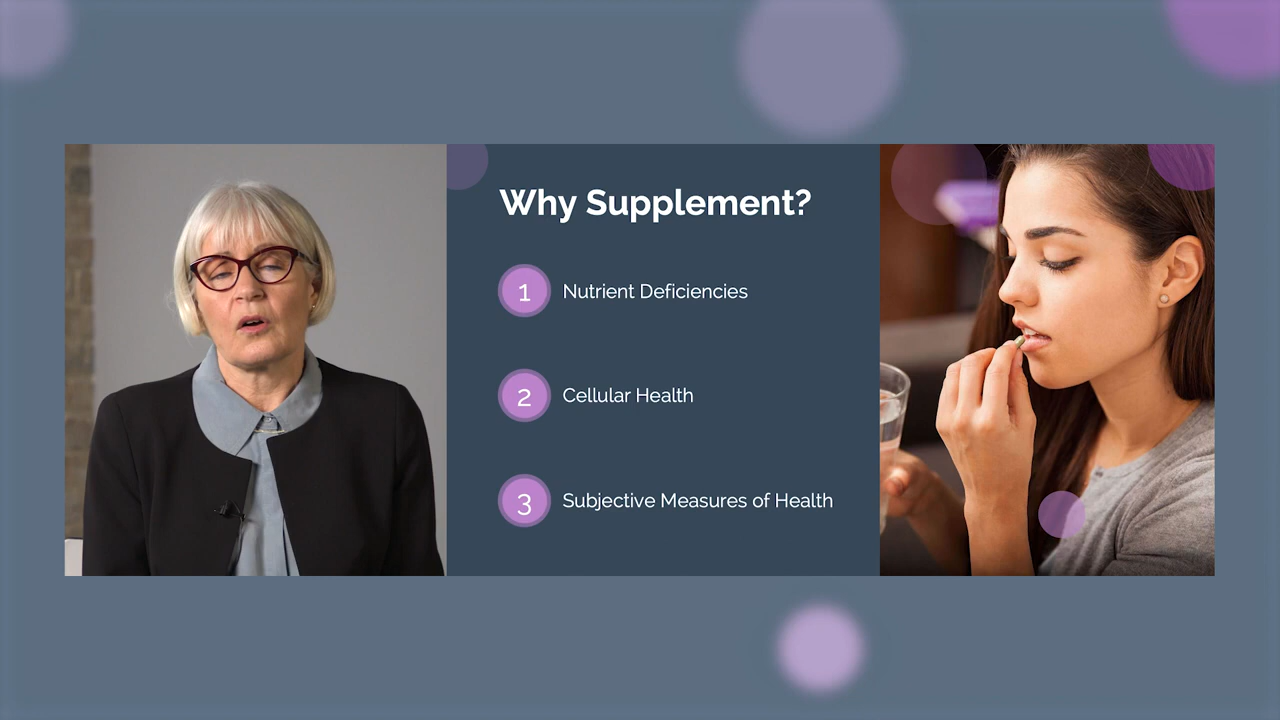 Why Supplement?
1 Nutrient Deficiencies
2 Cellular Health
3 Subjective Measures of Health